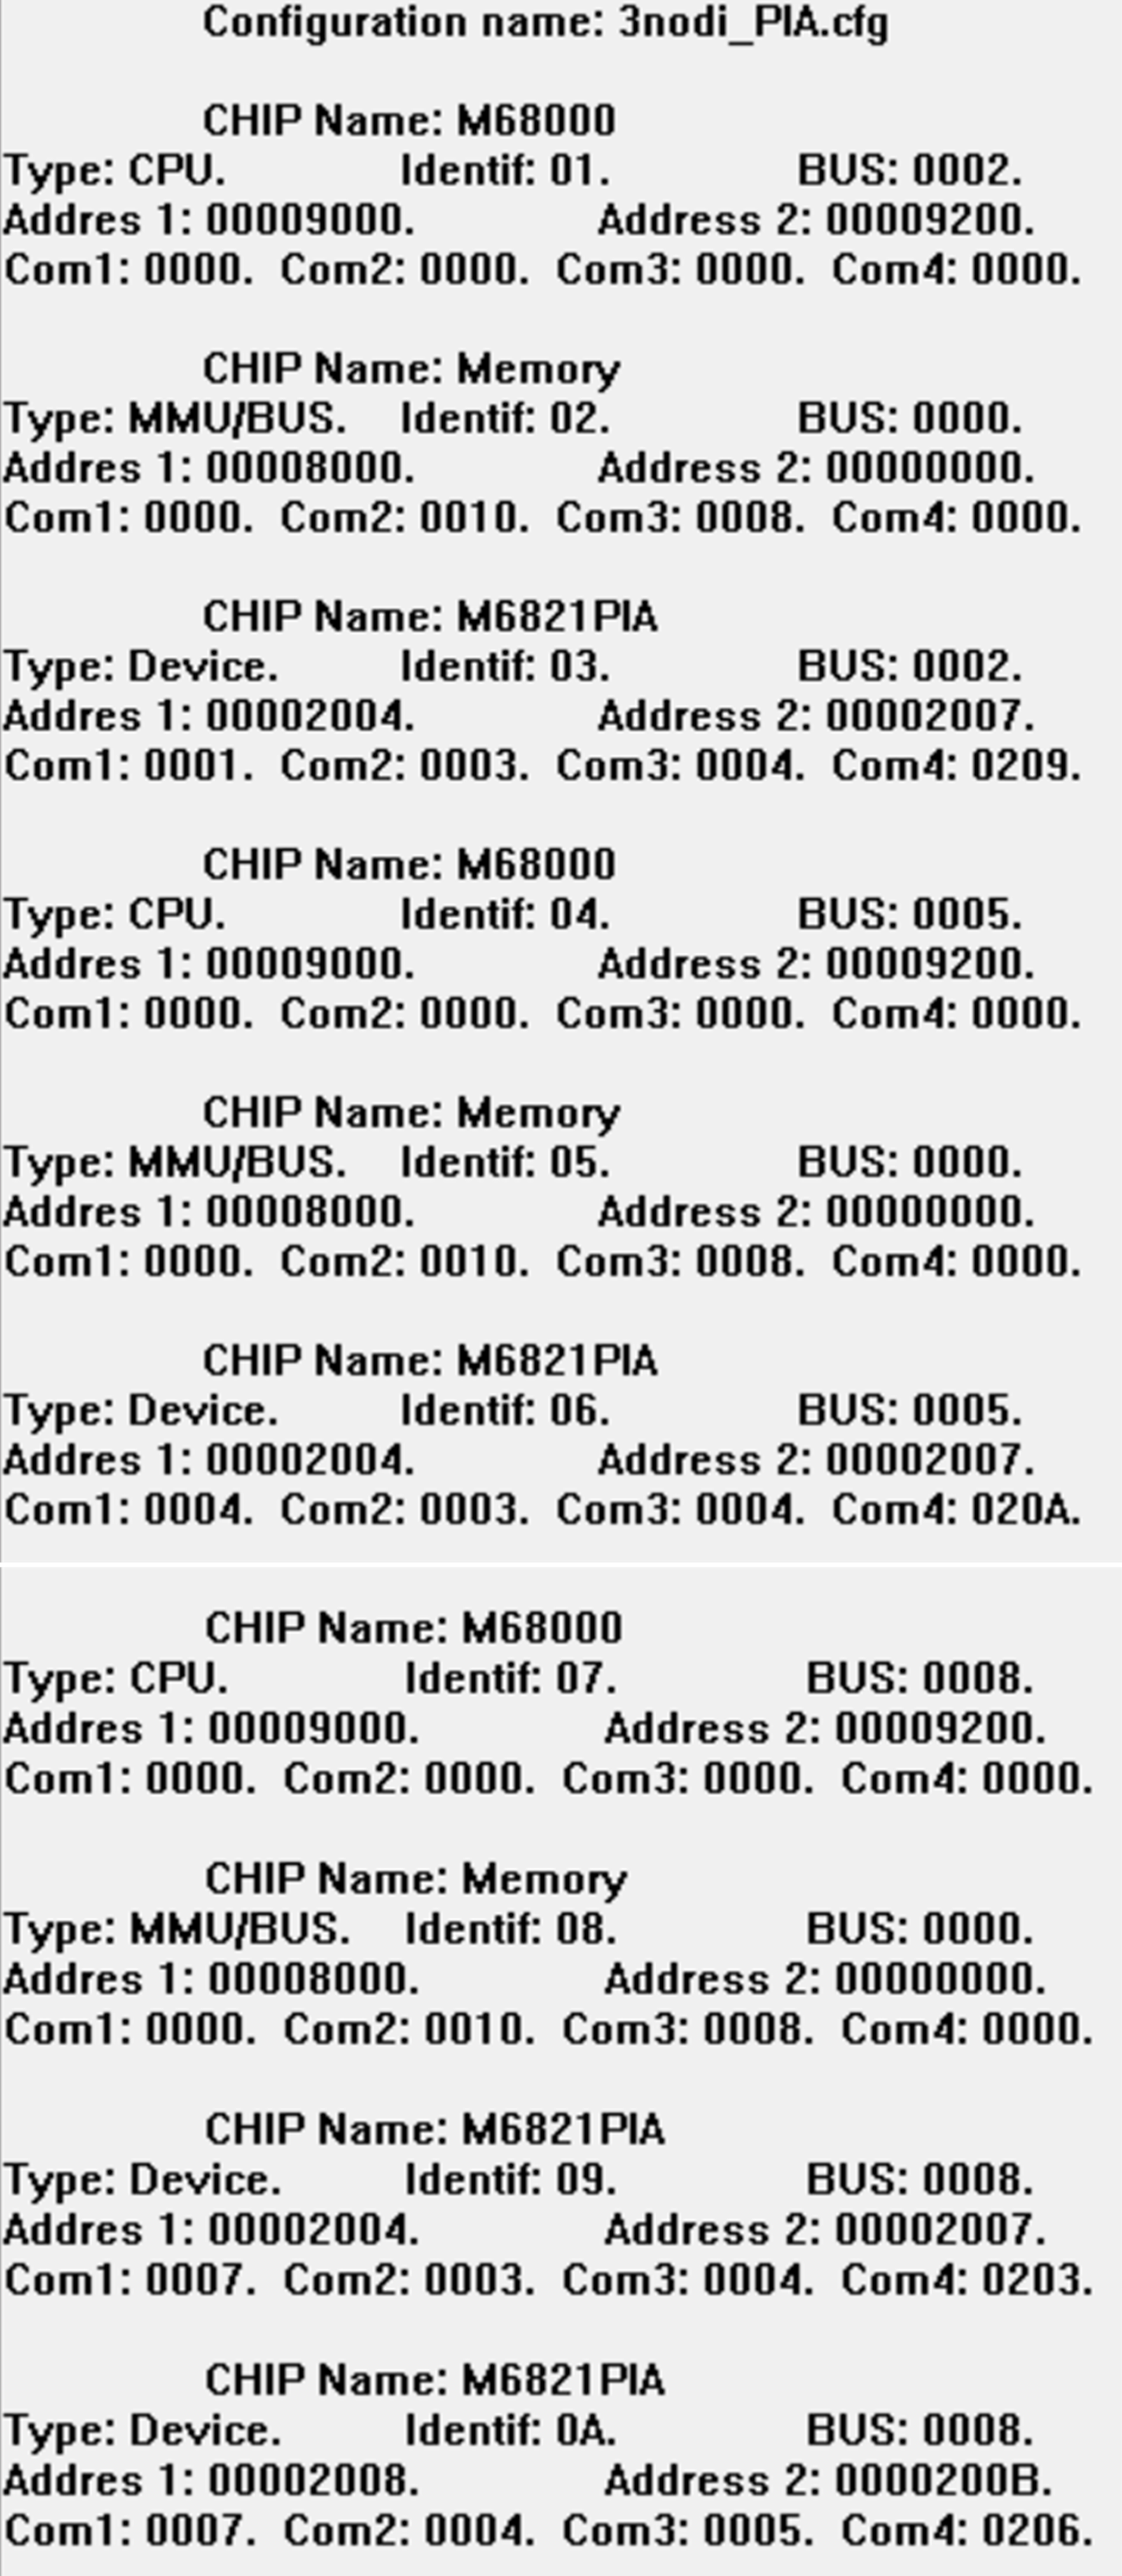 Configuration name: 3nodi_PIA.cfg
CHIP Name: M68000
Type: CPU. Identif: 01. BUS: 0002.
Addres 1: 00009000. Address 2: 00009200.
Com1: 0000. Com2: 0000. Com3: 0000. Com4: 0000.
CHIP Name: Memory
Type: MMU/BUS. Identif: 02. BUS: 0000.
Addres 1: 00008000. Address 2: 00000000.
Com1: 0000. Com2: 0010. Com3: 0008. Com4: 0000.
CHIP Name: M6821PIA
Type: Device. Identif: 03. BUS: 0002.
Addres 1: 00002004. Address 2: 00002007.
Com1: 0001. Com2: 0003. Com3: 0004. Com4: 0209.
CHIP Name: M68000
Type: CPU. Identif: 04. BUS: 0005.
Addres 1: 00009000. Address 2: 00009200.
Com1: 0000. Com2: 0000. Com3: 0000. Com4: 0000.
CHIP Name: Memory
Type: MMU/BUS. Identif: 05. BUS: 0000.
Addres 1: 00008000. Address 2: 00000000.
Com1: 0000. Com2: 0010. Com3: 0008. Com4: 0000.
CHIP Name: M6821PIA
Type: Device. Identif: 06. BUS: 0005.
Addres 1: 00002004. Address 2: 00002007.
Com1: 0004. Com2: 0003. Com3: 0004. Com4: 020A.
CHIP Name: M68000
Type: CPU. Identif: 07. BUS: 0008.
Addres 1: 00009000. Address 2: 00009200.
Com1: 0000. Com2: 0000. Com3: 0000. Com4: 0000.
CHIP Name: Memory
Type: MMU/BUS. Identif: 08. BUS: 0000.
Addres 1: 00008000. Address 2: 00000000.
Com1: 0000. Com2: 0010. Com3: 0008. Com4: 0000.
CHIP Name: M6821PIA
Type: Device. Identif: 09. BUS: 0008.
Addres 1: 00002004. Address 2: 00002007.
Com1: 0007. Com2: 0003. Com3: 0004. Com4: 0203.
CHIP Name: M6821PIA
Type: Device. Identif: 0A. BUS: 0008.
Addres 1: 00002008. Address 2: 0000200B.
Com1: 0007. Com2: 0004. Com3: 0005. Com4: 0206.